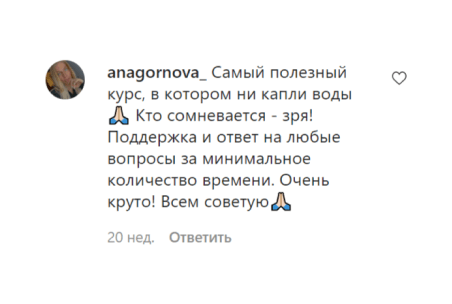 anagornova_ Самый полезный
курс, в котором ни капли воды
🙏🏻 Кто сомневается - зря!
Поддержка и ответ на любые
вопросы за минимальное
количество времени. Очень
круто! Всем советую🙏🏻
20 нед. Ответить